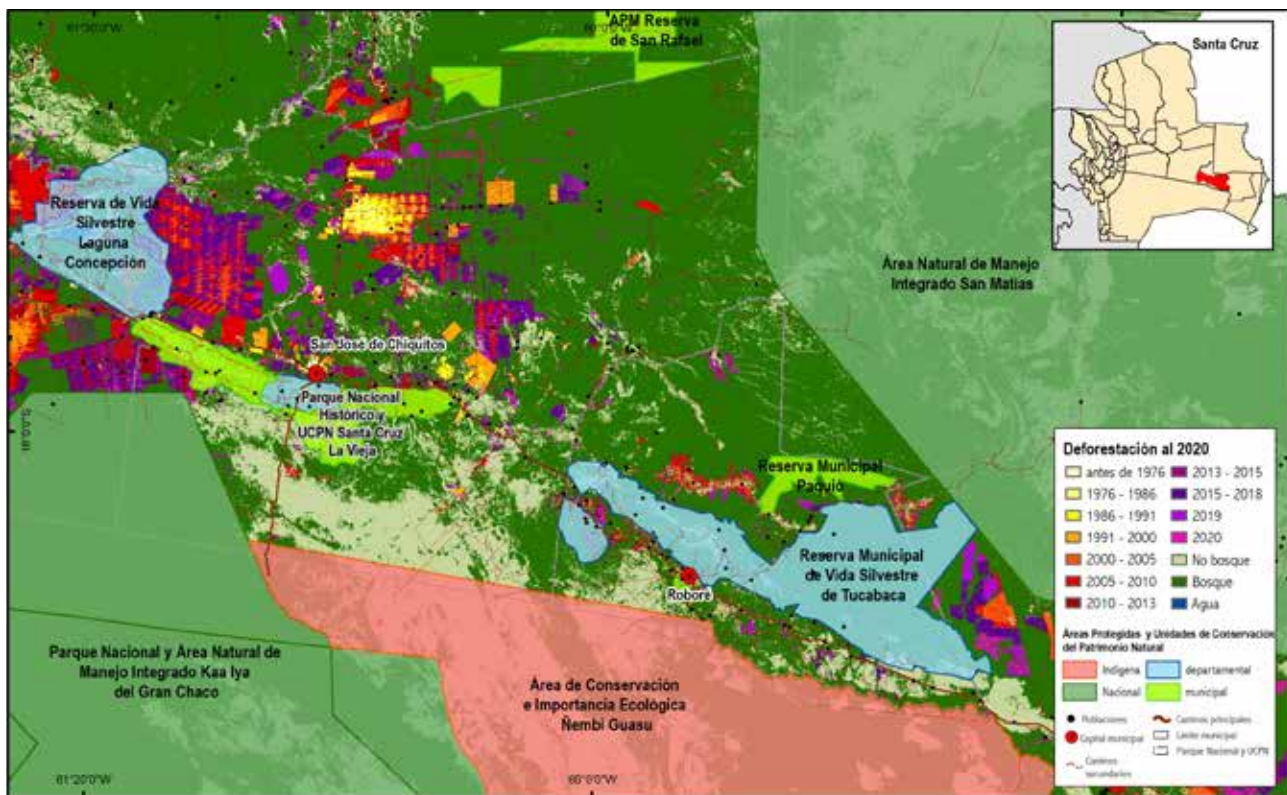 APM Reserva
de San Rafael
Santa Cruz
Reserva de Vida
Silvestre
Laguna
Concepción
Área Natural de Manejo
Integrado San Matías
San José de Chiquitos
Parque Nacional
Histórico y
UCPN Santa Cruz
La Vieja
Reserva Municipal
Paquió
Reserva Municipal
de Vida Silvestre
de Tucabaca
Roboré
Parque Nacional y Área Natural de
Manejo Integrado Kaa Iya
del Gran Chaco
Área de Conservación
e Importancia Ecológica
Ñembi Guasu
61°20'0"W
Deforestación al 2020
antes de 1976
1976 - 1986
1986 - 1991
1991 - 2000
2000 - 2005
2005 - 2010
2010 - 2013
2013 - 2015
2015 - 2018
2019
2020
No bosque
Bosque
Agua
Áreas Protegidas y Unidades de Conservación
del Patrimonio Natural
Indígena
Nacional
departamental
municipal
Poblaciones
Capital municipal
Caminos
secundarios
Caminos principales
Límite municipal
Parque Nacional y UCPN